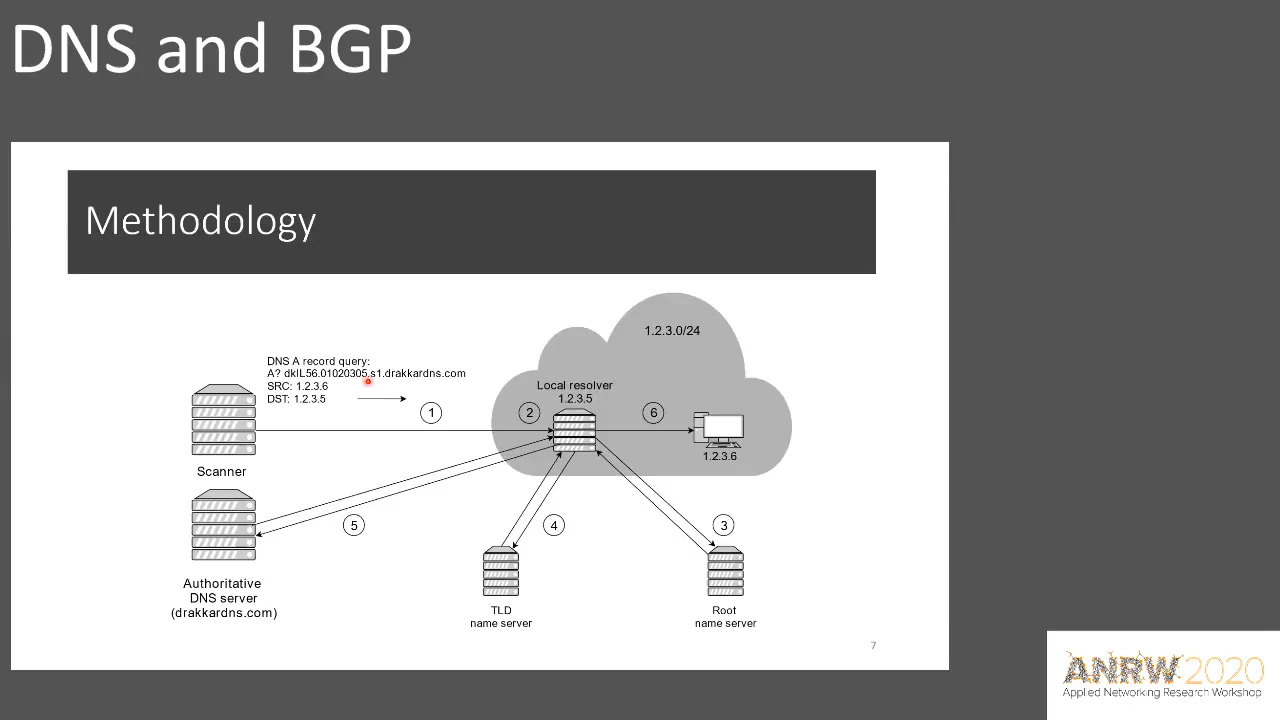 DNS and BGP
Methodology
1.2.3.0/24
DNS A record query:
A? dkIL56.01020305.s1.drakkardns.com
SRC: 1.2.3.6
DST: 1.2.3.5
Local resolver
1.2.3.5
1
2
6
1.2.3.6
Scanner
5
4
3
Authoritative
DNS server
(drakkardns.com)
TLD
name server
Root
name server
7
ANRW2020
Applied Networking Research Workshop